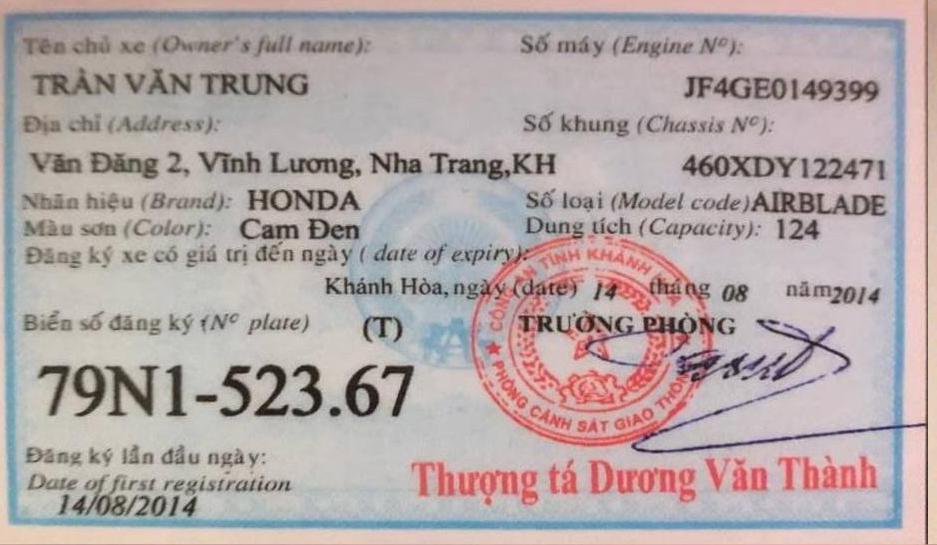 Tên chủ xe (Owner's full name):
TRẦN VĂN TRUNG
Số máy (Engine Nº):
JF4GE0149399
Địa chỉ (Address):
Văn Đăng 2, Vĩnh Lương, Nha Trang,KH
Số khung (Chassis Nº):
460XDY122471
Nhãn hiệu (Brand): HONDA
Số loại (Model code)AIRBLADE
Màu sơn (Color): Cam Đen
Dung tích (Capacity): 124
Đăng ký xe có giá trị đến ngày ( date of expiry):
Khánh Hòa, ngày (date) 14 tháng 08 năm2014
Biển số đăng ký (Nº plate) (T)
TRƯỞNG PHÒNG
79N1-523.67
CÔNG AN TỈNH KHÁNH
PHÒNG CẢNH SÁT GIAO THÔNG
Đăng ký lần đầu ngày:
Date of first registration
14/08/2014
Thượng tá Dương Văn Thành